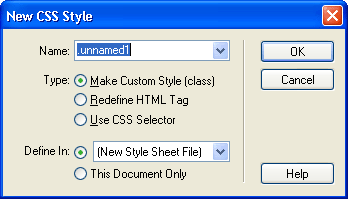 New CSS Style
Name: .unnamed1
OK
Type: Make Custom Style (class)
Cancel
Redefine HTML Tag
Use CSS Selector
Define In: (New Style Sheet File)
This Document Only
Help